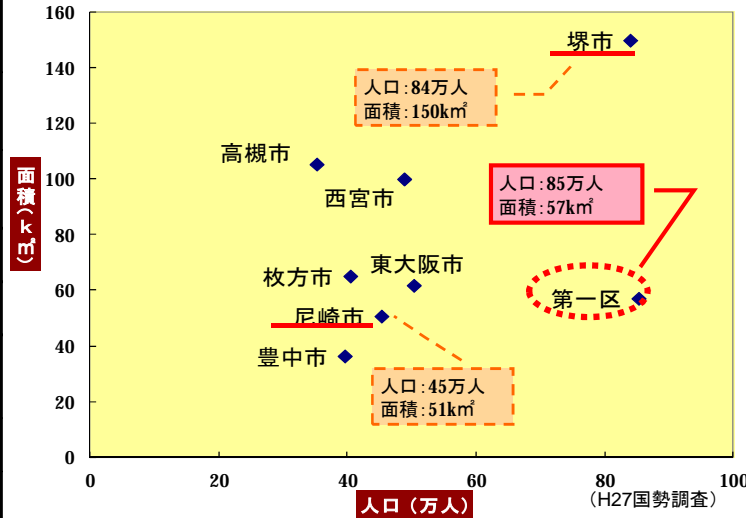 160
140
120
100
80
60
40
20
0
面積(k㎡)
堺市
人口:84万人
面積:150k㎡
高槻市
西宮市
人口:85万人
面積:57k㎡
枚方市
東大阪市
第一区
尼崎市
豊中市
人口:45万人
面積:51k㎡
0
20
40
60
80
100
人口（万人）
（H27国勢調査）